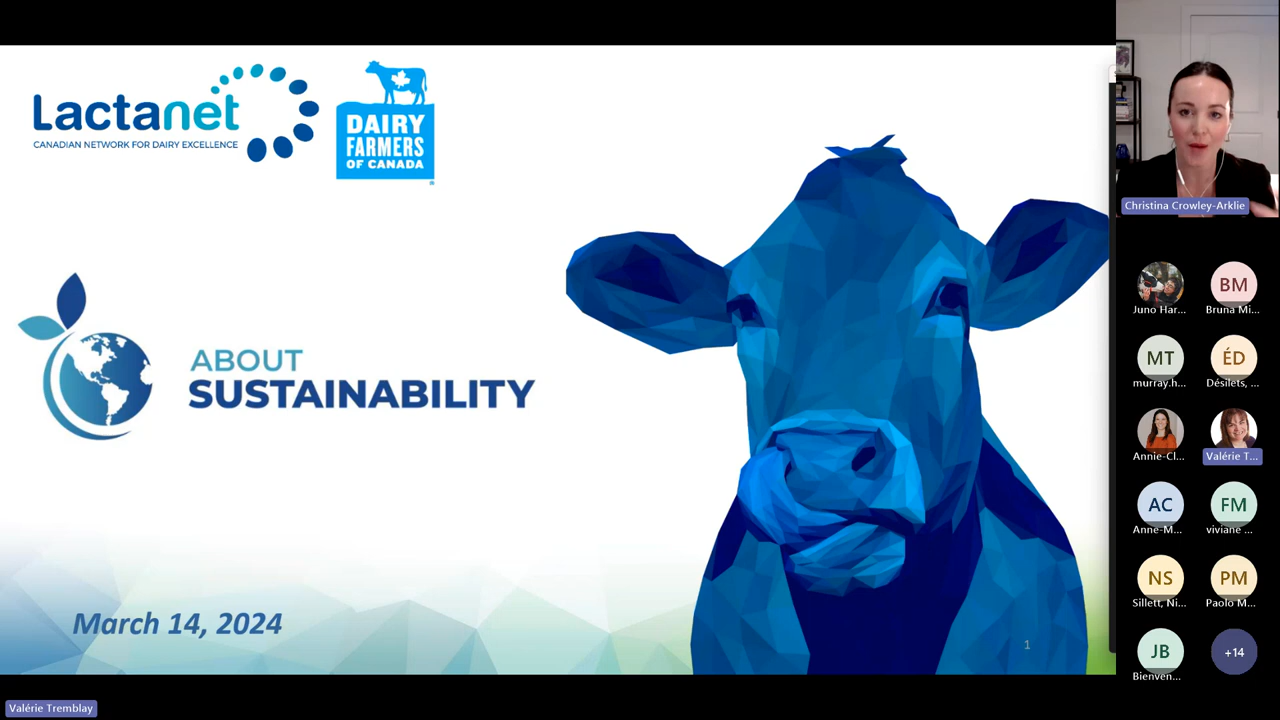 Lactanet
CANADIAN NETWORK FOR DAIRY EXCELLENCE
DAIRY
FARMERS
OF CANADA
ABOUT
SUSTAINABILITY
March 14, 2024
1
Valérie Tremblay
Christina Crowley-Arklie
Juno Har...
BM
Bruna Mi...
MT
murray.h...
ÉD
Désilets, ...
Annie-Cl...
Valérie T...
AC
Anne-M...
FM
viviane ...
NS
Sillett, Ni...
PM
Paolo M...
JB
Bienven...
+14